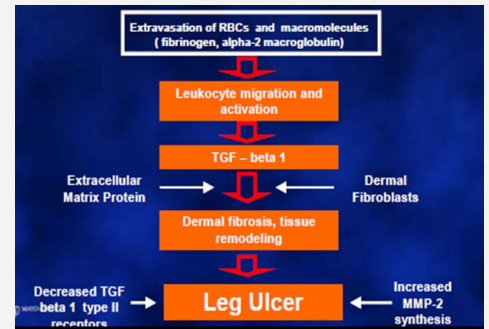 Extravasation of RBCs and macromolecules
( fibrinogen, alpha-2 macroglobulin)
Leukocyte migration and
activation
TGF – beta 1
Extracellular
Matrix Protein
Dermal
Fibroblasts
Dermal fibrosis, tissue
remodeling
Decreased TGF
beta 1 type II
receptors
Leg Ulcer
Increased
MMP-2
synthesis